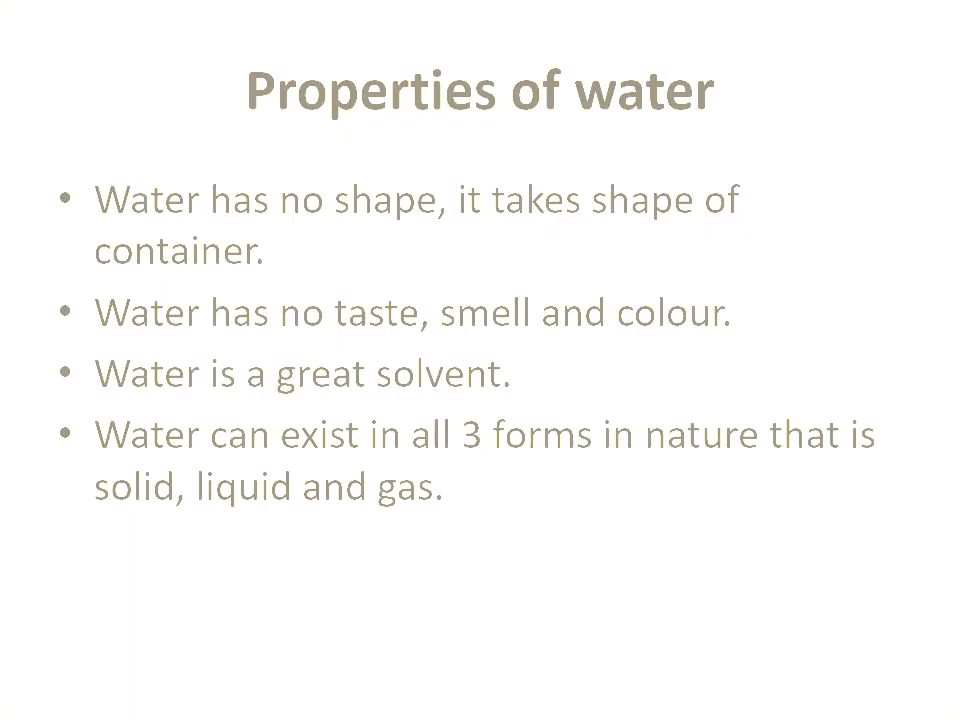 Properties of water
• Water has no shape, it takes shape of
container.
• Water has no taste, smell and colour.
• Water is a great solvent.
• Water can exist in all 3 forms in nature that is
solid, liquid and gas.